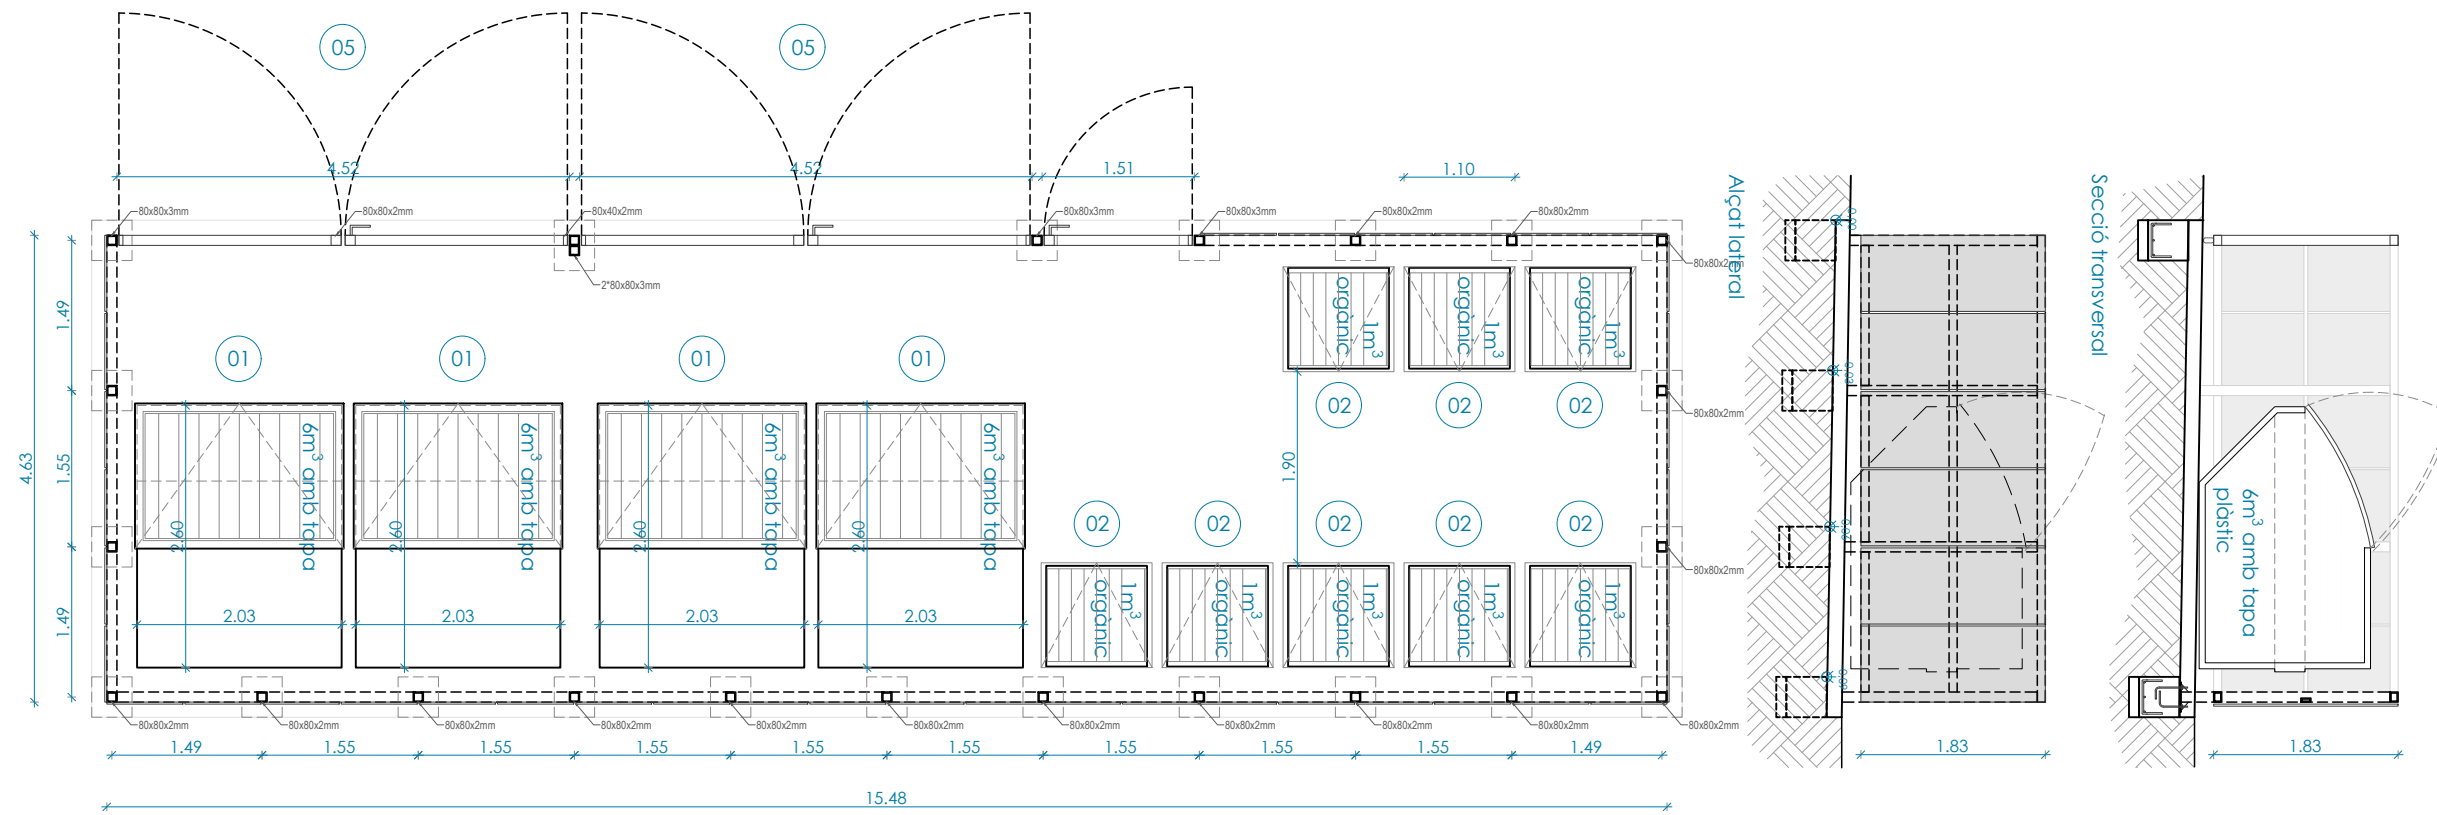 05
05
4.52
4.52
1.51
1.10
80x80x3mm
80x80x2mm
80x40x2mm
80x80x3mm
80x80x3mm
80x80x2mm
80x80x2mm
80x80x2mm
2*80x80x3mm
1.49
1.55
1.49
4.63
01
01
01
01
6m³ amb tapa
6m³ amb tapa
6m³ amb tapa
6m³ amb tapa
2.60
2.60
2.60
2.60
2.03
2.03
2.03
2.03
1m³
orgànic
1m³
orgànic
1m³
orgànic
02
02
02
80x80x2mm
1.90
02
02
02
02
02
80x80x2mm
1m³
orgànic
1m³
orgànic
1m³
orgànic
1m³
orgànic
1m³
orgànic
80x80x2mm
80x80x2mm
80x80x2mm
80x80x2mm
80x80x2mm
80x80x2mm
80x80x2mm
80x80x2mm
80x80x2mm
80x80x2mm
80x80x2mm
1.49
1.55
1.55
1.55
1.55
1.55
1.55
1.55
1.55
1.49
15.48
Alçat lateral
1.83
Secció transversal
6m³ amb tapa
plàstic
1.83